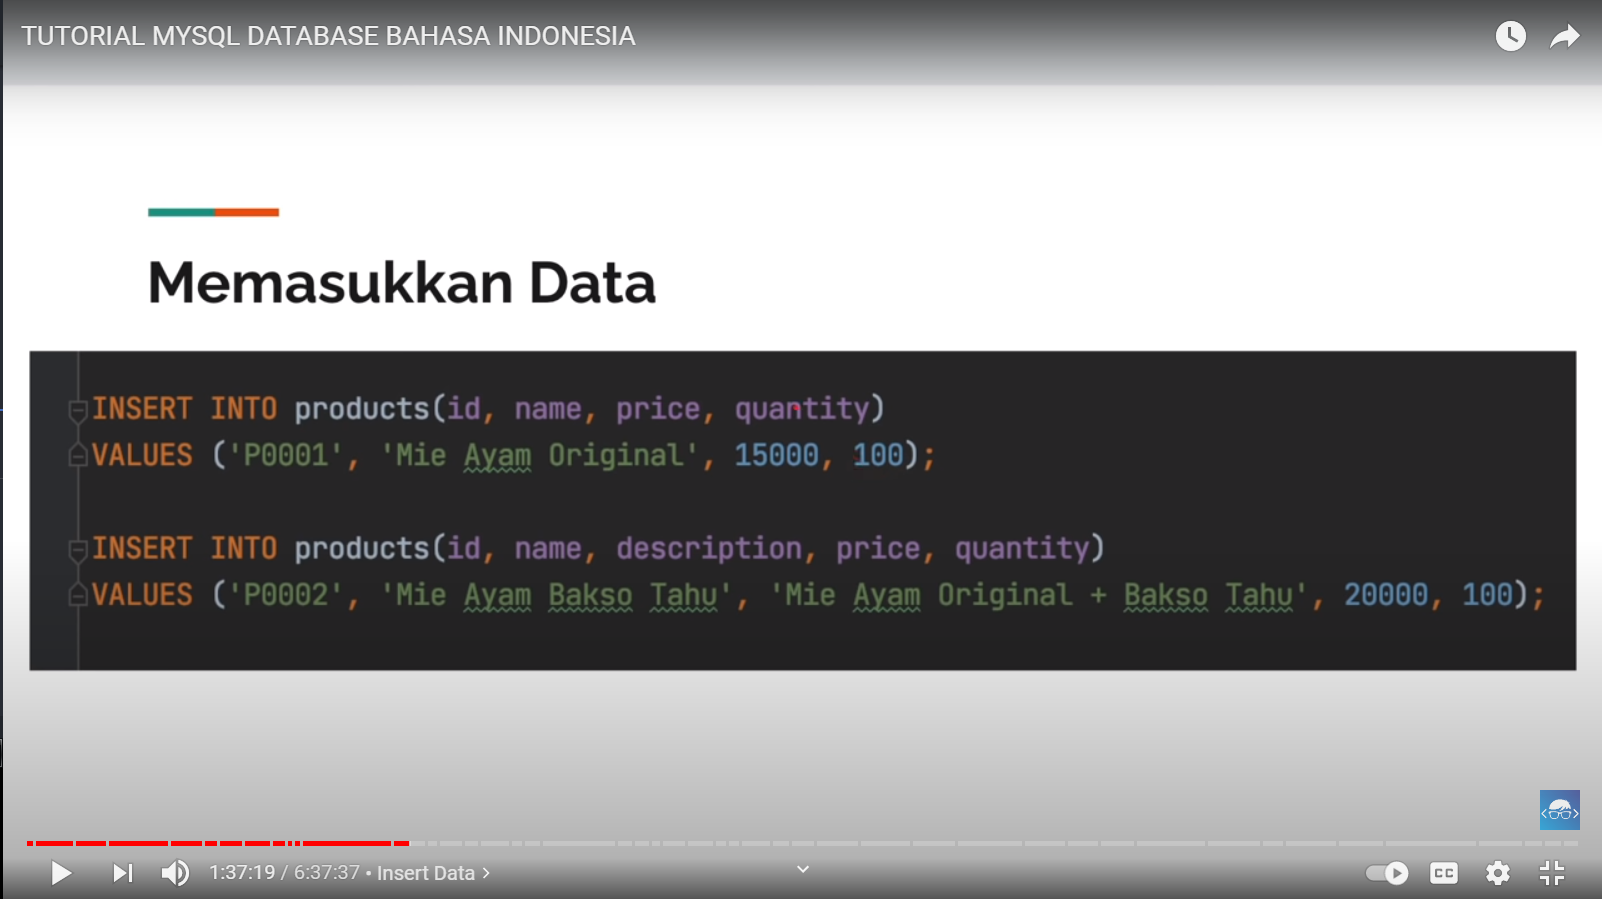 TUTORIAL MYSQL DATABASE BAHASA INDONESIA
Memasukkan Data
INSERT INTO products(id, name, price, quantity)
VALUES ('P0001', 'Mie Ayam Original', 15000, 100);
INSERT INTO products(id, name, description, price, quantity)
VALUES ('P0002', 'Mie Ayam Bakso Tahu', 'Mie Ayam Original + Bakso Tahu', 20000, 100);
1:37:19 / 6:37:37 • Insert Data >
CC